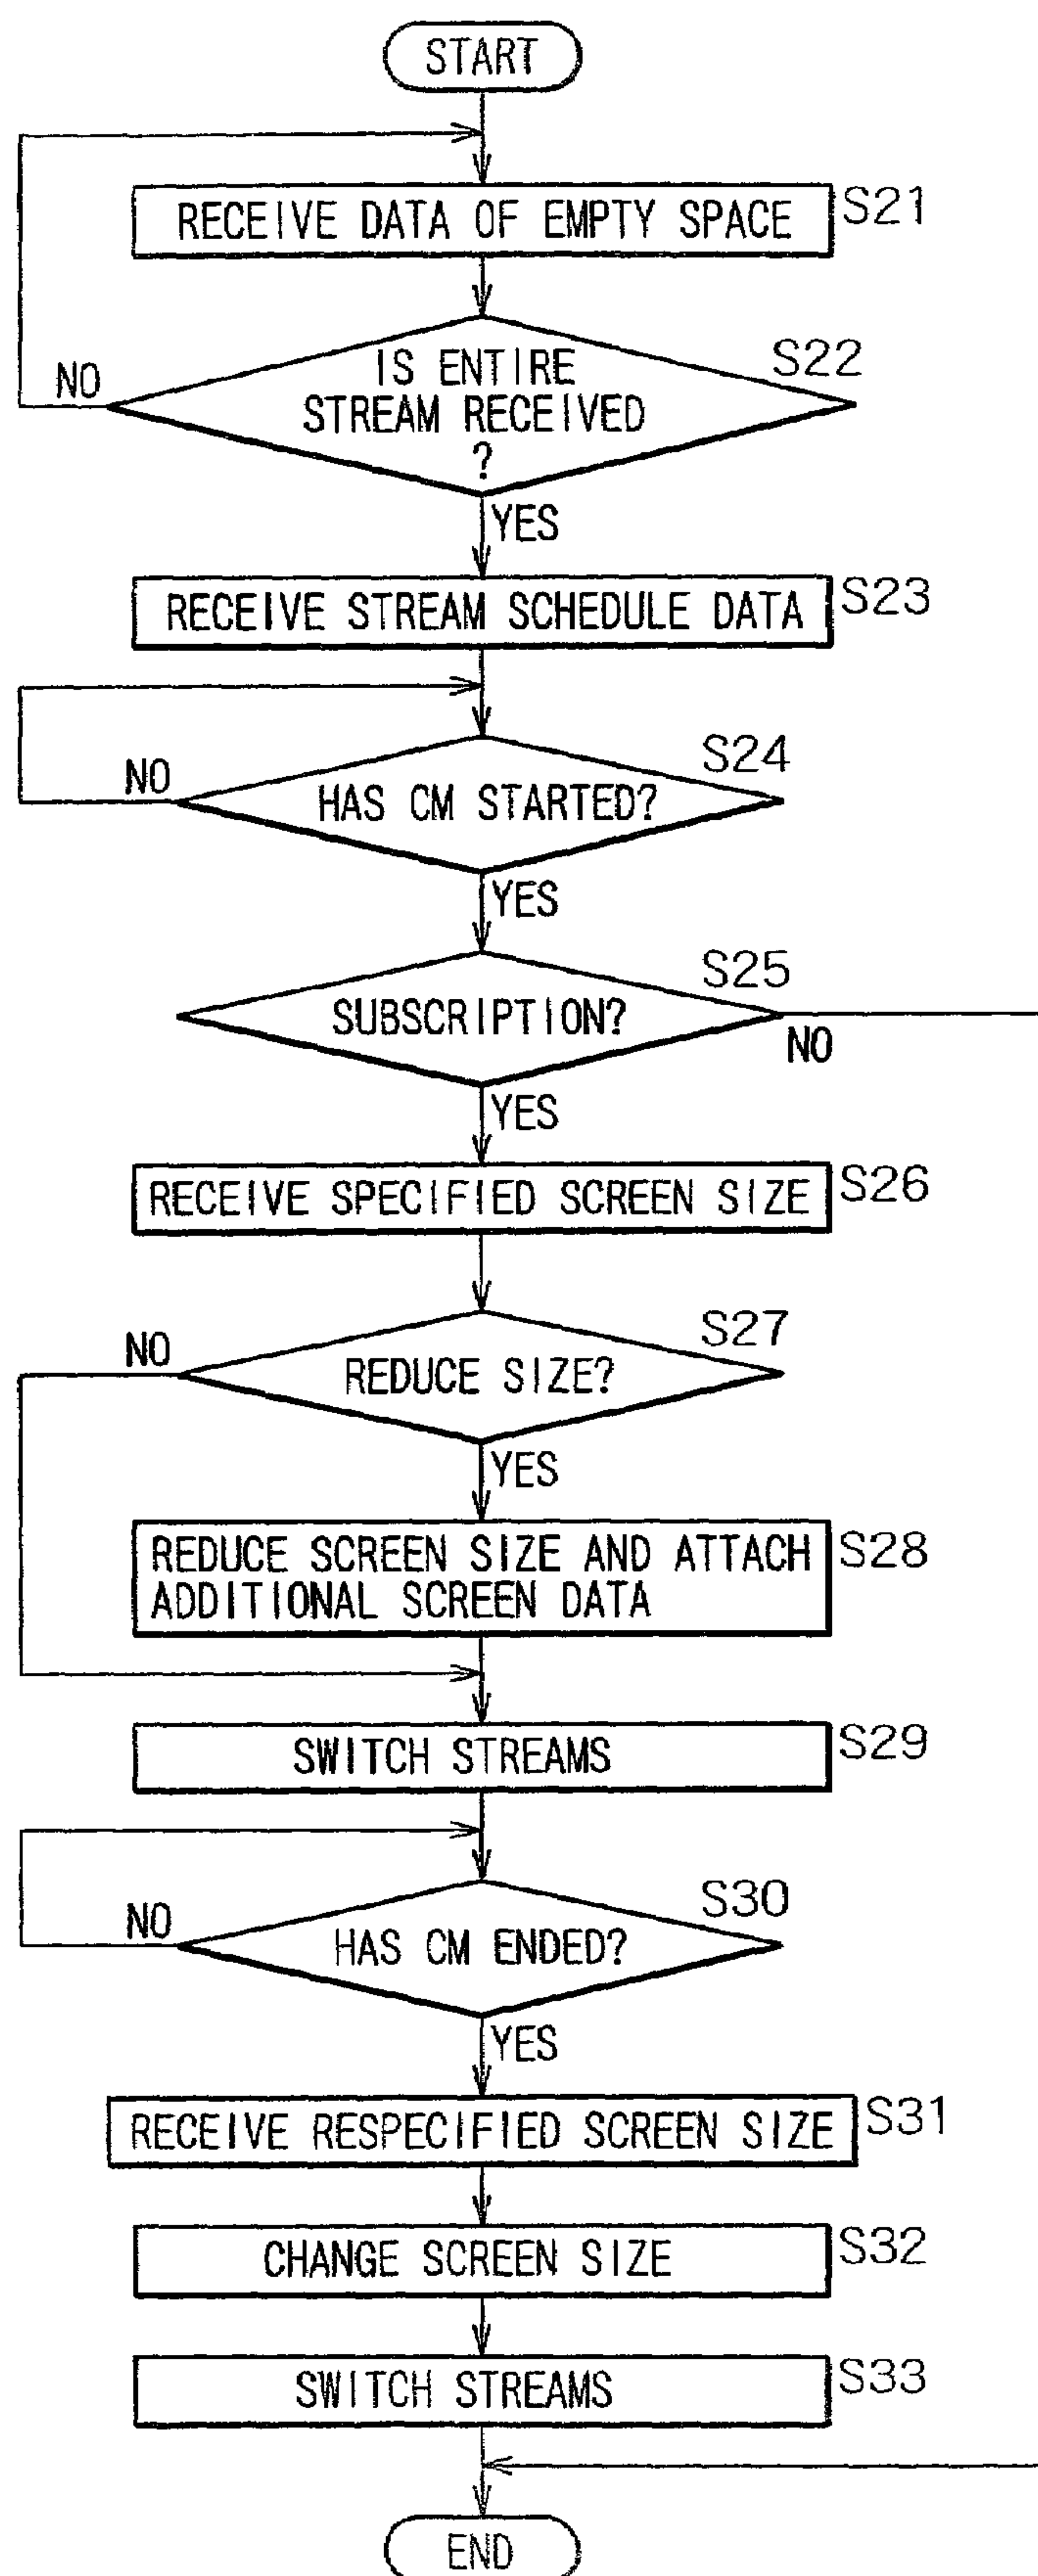 START
RECEIVE DATA OF EMPTY SPACE
S21
IS ENTIRE
STREAM RECEIVED
?
S22
NO
YES
RECEIVE STREAM SCHEDULE DATA
S23
HAS CM STARTED?
S24
NO
YES
SUBSCRIPTION?
S25
NO
YES
RECEIVE SPECIFIED SCREEN SIZE
S26
REDUCE SIZE?
S27
NO
YES
REDUCE SCREEN SIZE AND ATTACH
ADDITIONAL SCREEN DATA
S28
SWITCH STREAMS
S29
HAS CM ENDED?
S30
NO
YES
RECEIVE RESPECIFIED SCREEN SIZE
S31
CHANGE SCREEN SIZE
S32
SWITCH STREAMS
S33
END